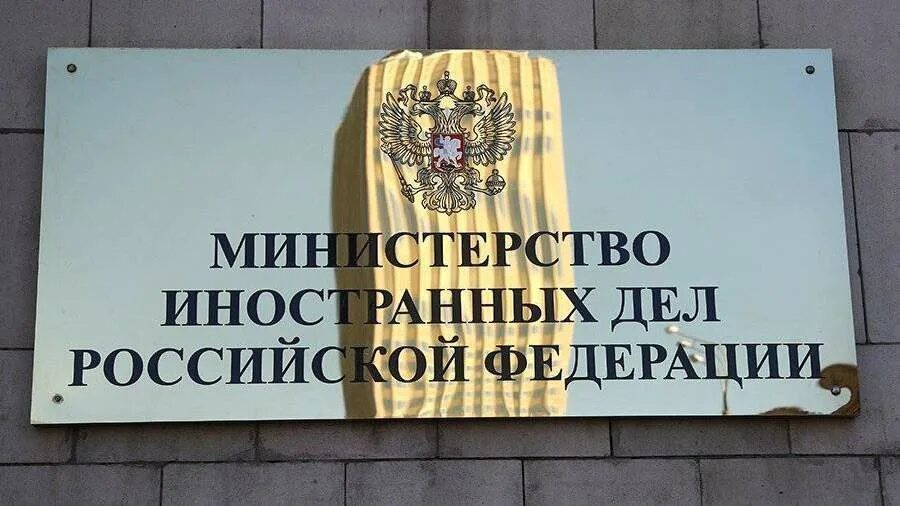 МИНИСТЕРСТВО
ИНОСТРАННЫХ ДЕЛ
РОССИЙСКОЙ ФЕДЕРАЦИИ